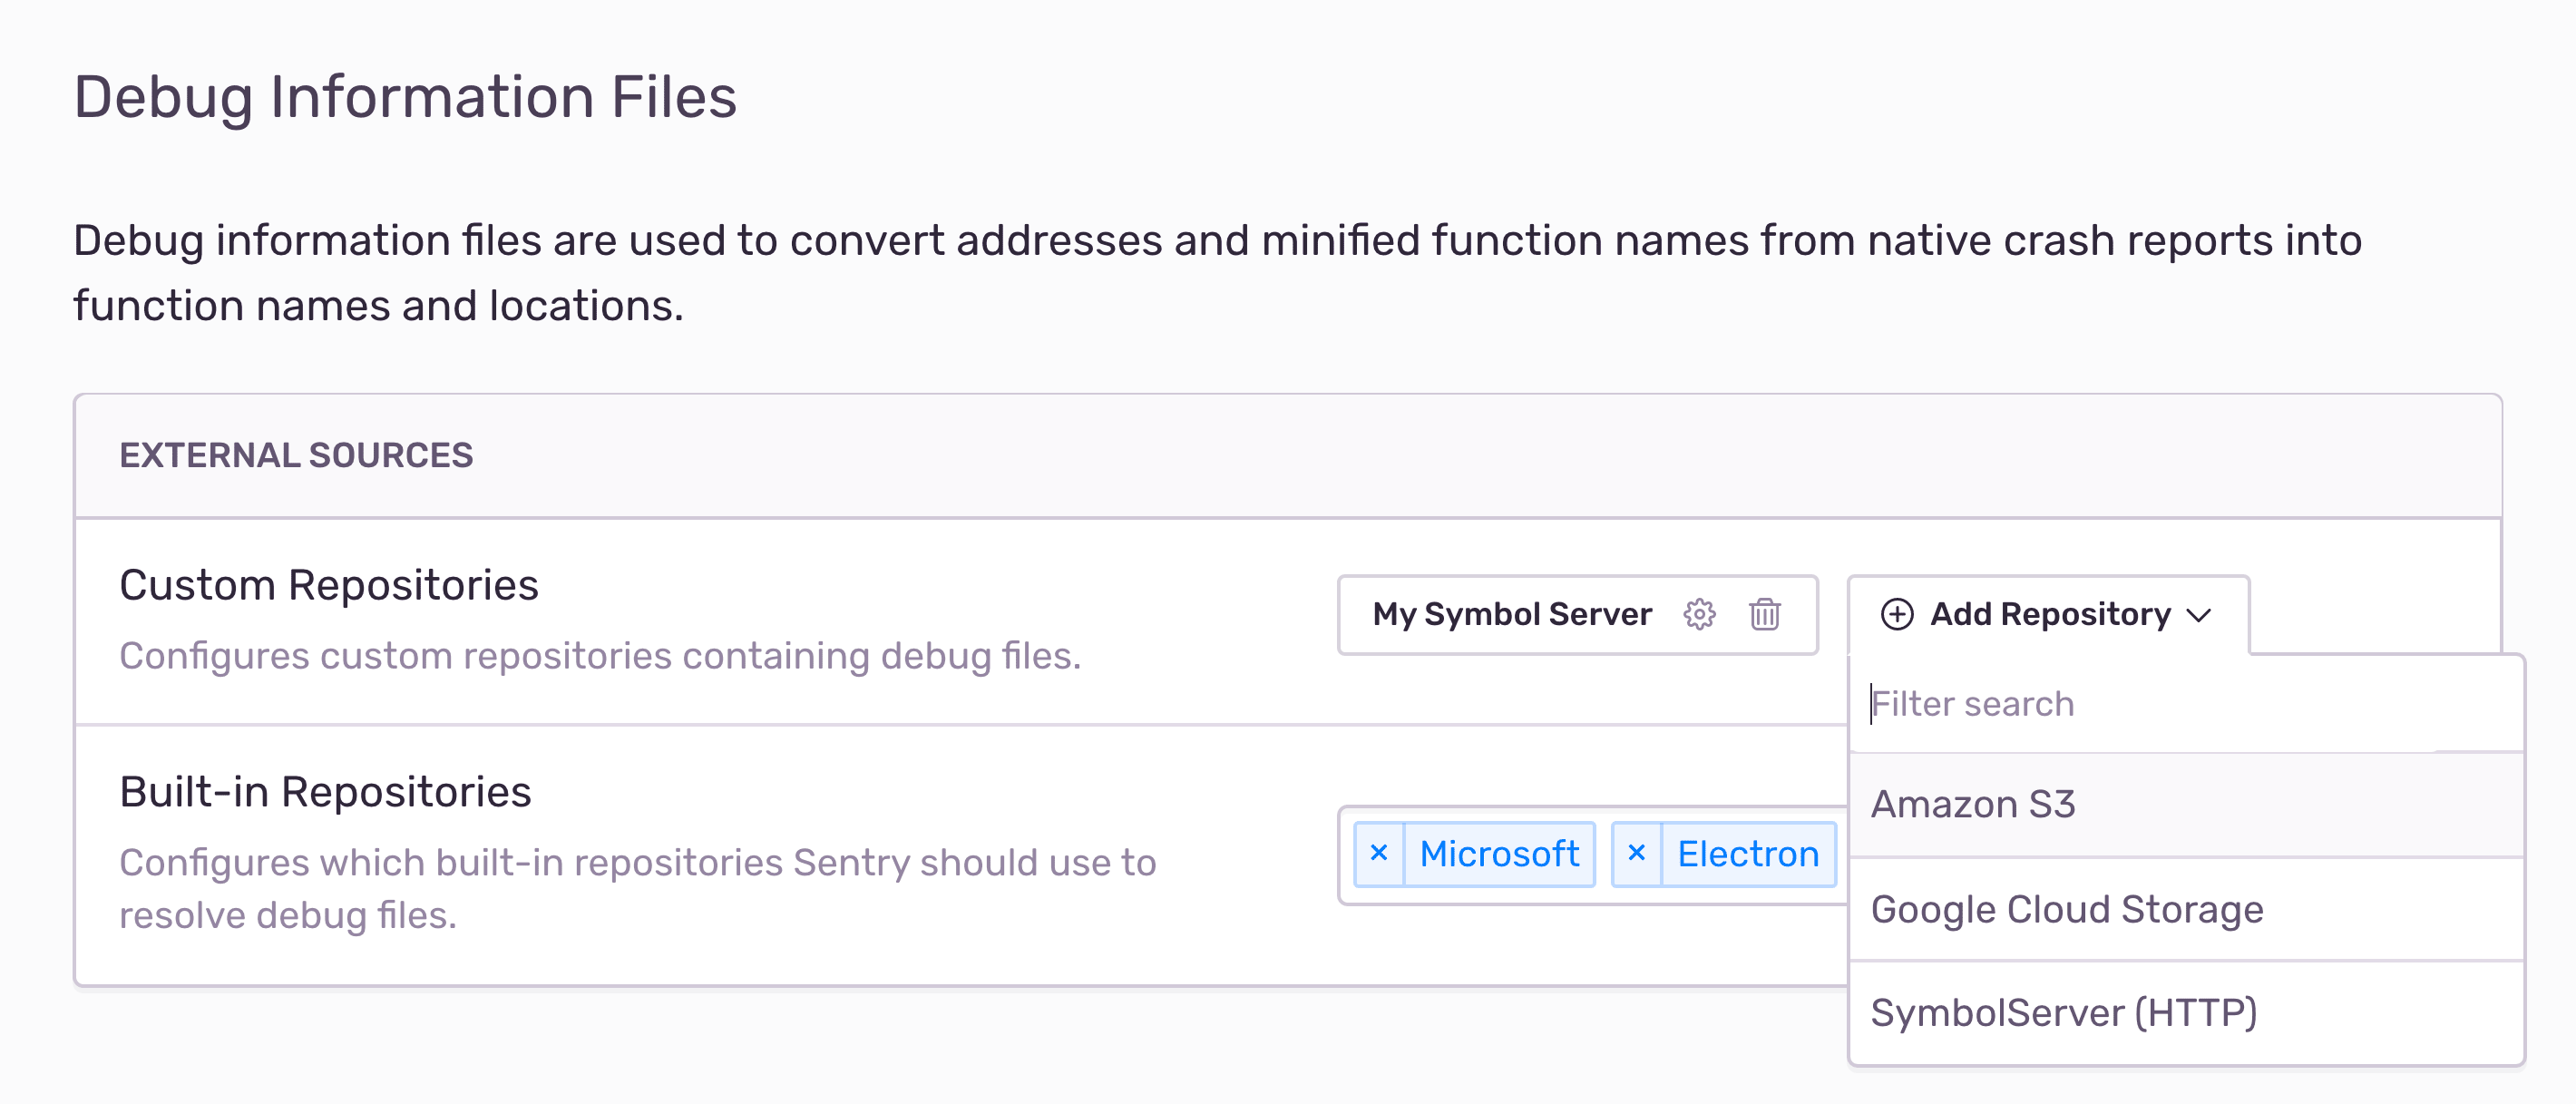 Debug Information Files
Debug information files are used to convert addresses and minified function names from native crash reports into
function names and locations.
EXTERNAL SOURCES
Custom Repositories
Configures custom repositories containing debug files.
My Symbol Server
Add Repository
Filter search
Amazon S3
Google Cloud Storage
SymbolServer (HTTP)
Built-in Repositories
Configures which built-in repositories Sentry should use to
resolve debug files.
× Microsoft × Electron